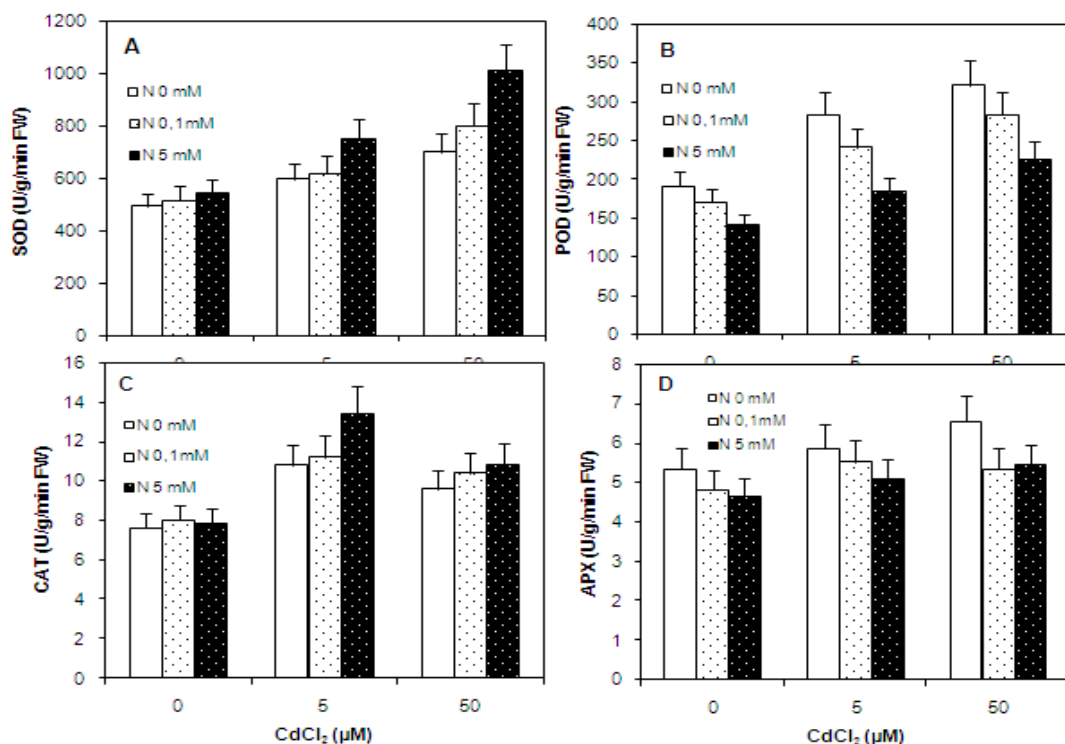 A
SOD (U/g/min FW)
1200
1000
800
600
400
200
0
N 0 mM
N 0,1mM
N 5 mM
5
50
B
POD (U/g/min FW)
400
350
300
250
200
150
100
50
0
N 0 mM
N 0,1mM
N 5 mM
0
5
50
C
CAT (U/g/min FW)
16
14
12
10
8
6
4
2
0
N 0 mM
N 0,1mM
N 5 mM
0
5
50
CdCl₂ (µM)
D
APX (U/g/min FW)
8
7
6
5
4
3
2
1
0
N 0 mM
N 0,1mM
N 5 mM
0
5
50
CdCl₂ (µM)